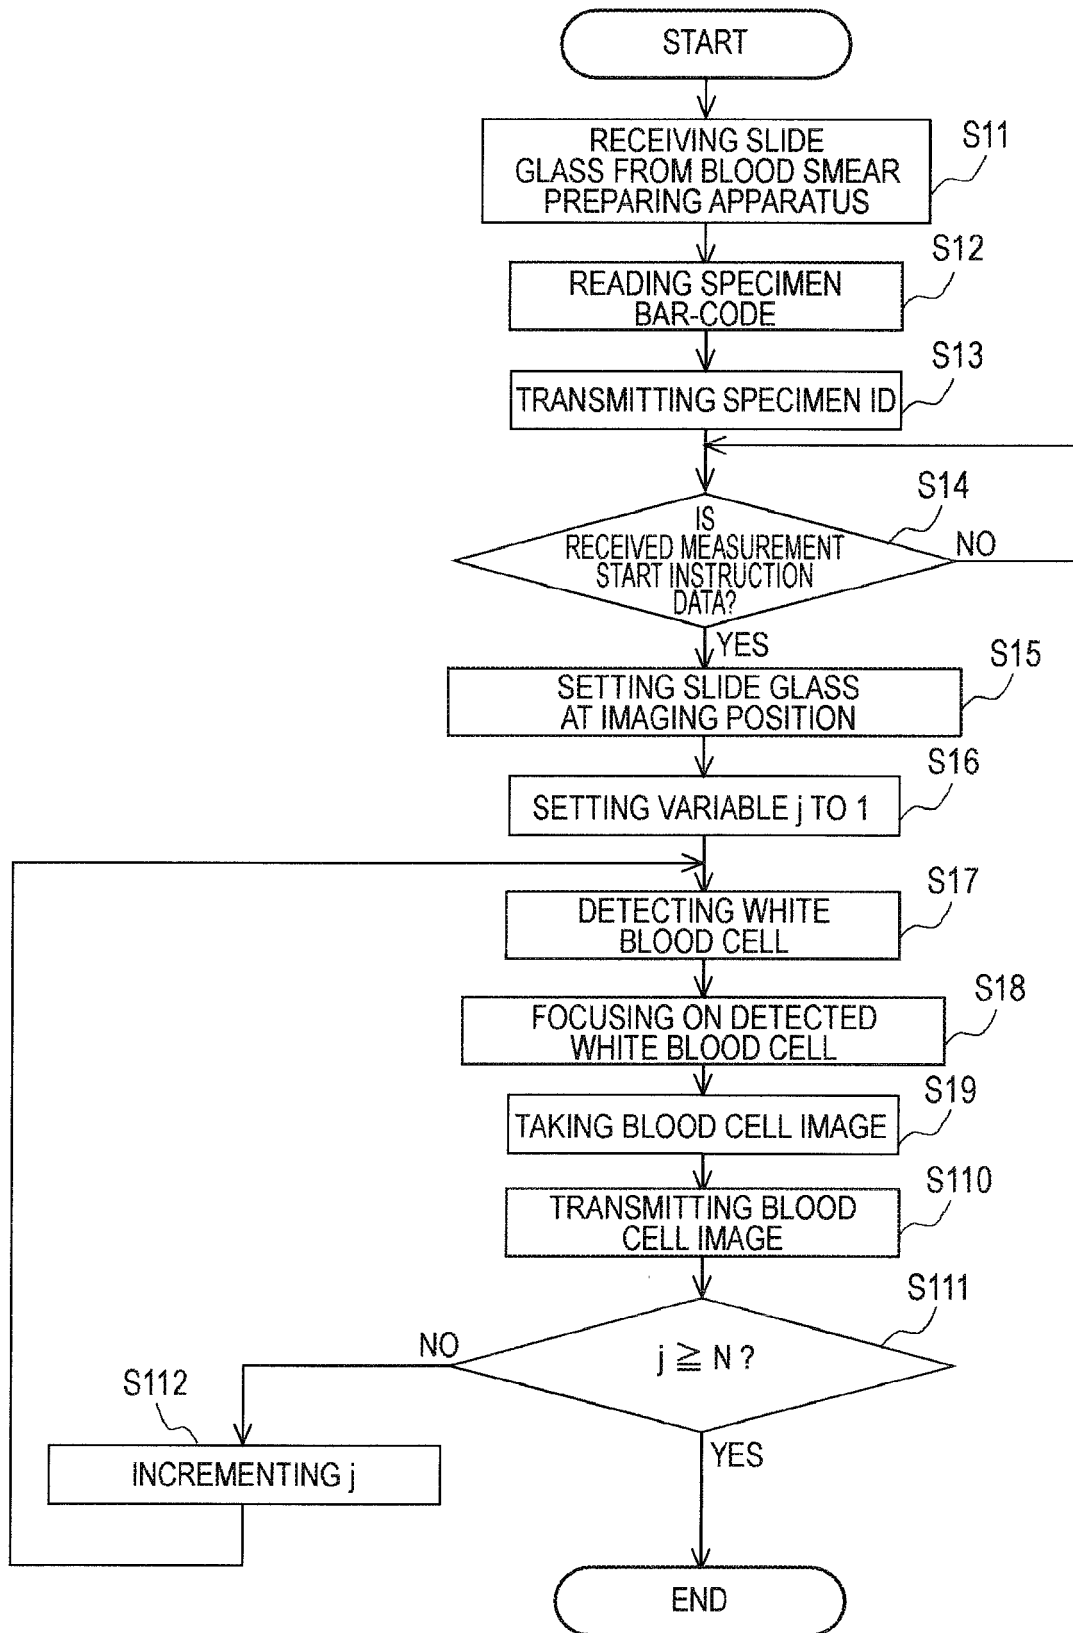 START
RECEIVING SLIDE
GLASS FROM BLOOD SMEAR
PREPARING APPARATUS
S11
READING SPECIMEN
BAR-CODE
S12
TRANSMITTING SPECIMEN ID
S13
IS
RECEIVED MEASUREMENT
START INSTRUCTION
DATA?
S14
NO
YES
SETTING SLIDE GLASS
AT IMAGING POSITION
S15
SETTING VARIABLE j TO 1
S16
DETECTING WHITE
BLOOD CELL
S17
FOCUSING ON DETECTED
WHITE BLOOD CELL
S18
TAKING BLOOD CELL IMAGE
S19
TRANSMITTING BLOOD
CELL IMAGE
S110
j ≧ N ?
S111
NO
S112
INCREMENTING j
YES
END